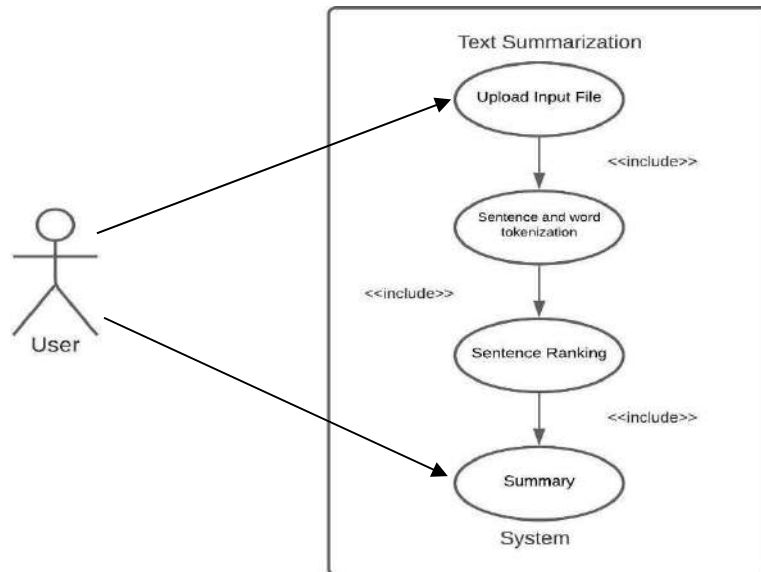 Text Summarization
Upload Input File
<<include>>
Sentence and word
tokenization
<<include>>
User
Sentence Ranking
<<include>>
Summary
System